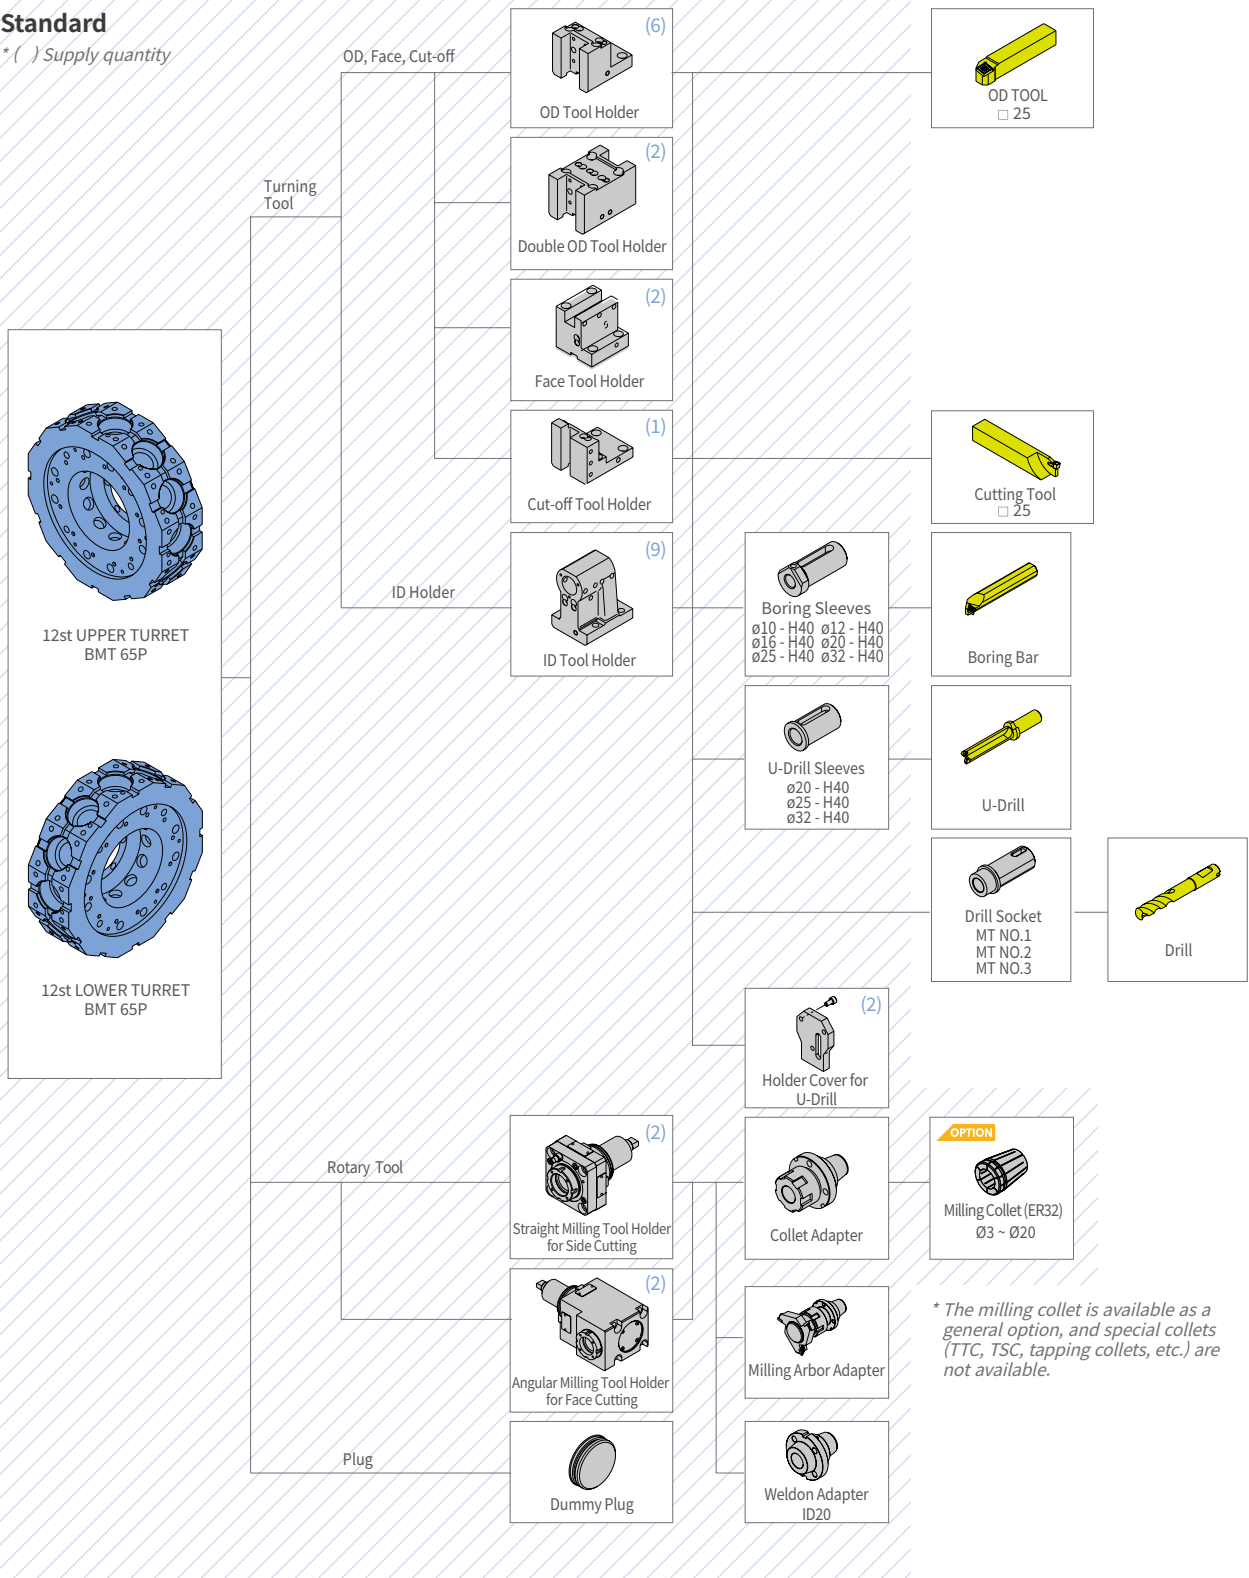 Standard
* (   ) Supply quantity
OD, Face, Cut-off
(6)
OD Tool Holder
OD TOOL
□ 25
Turning
Tool
(2)
Double OD Tool Holder
(2)
Face Tool Holder
(1)
Cut-off Tool Holder
Cutting Tool
□ 25
ID Holder
(9)
ID Tool Holder
Boring Sleeves
ø10 - H40 ø12 - H40
ø16 - H40 ø20 - H40
ø25 - H40 ø32 - H40
Boring Bar
12st UPPER TURRET
BMT 65P
U-Drill Sleeves
ø20 - H40
ø25 - H40
ø32 - H40
U-Drill
Drill Socket
MT NO.1
MT NO.2
MT NO.3
Drill
12st LOWER TURRET
BMT 65P
(2)
Holder Cover for
U-Drill
Rotary Tool
(2)
Straight Milling Tool Holder
for Side Cutting
Collet Adapter
OPTION
Milling Collet (ER32)
Ø3 ~ Ø20
(2)
Angular Milling Tool Holder
for Face Cutting
Milling Arbor Adapter
* The milling collet is available as a
general option, and special collets
(TTC, TSC, tapping collets, etc.) are
not available.
Plug
Dummy Plug
Weldon Adapter
ID20